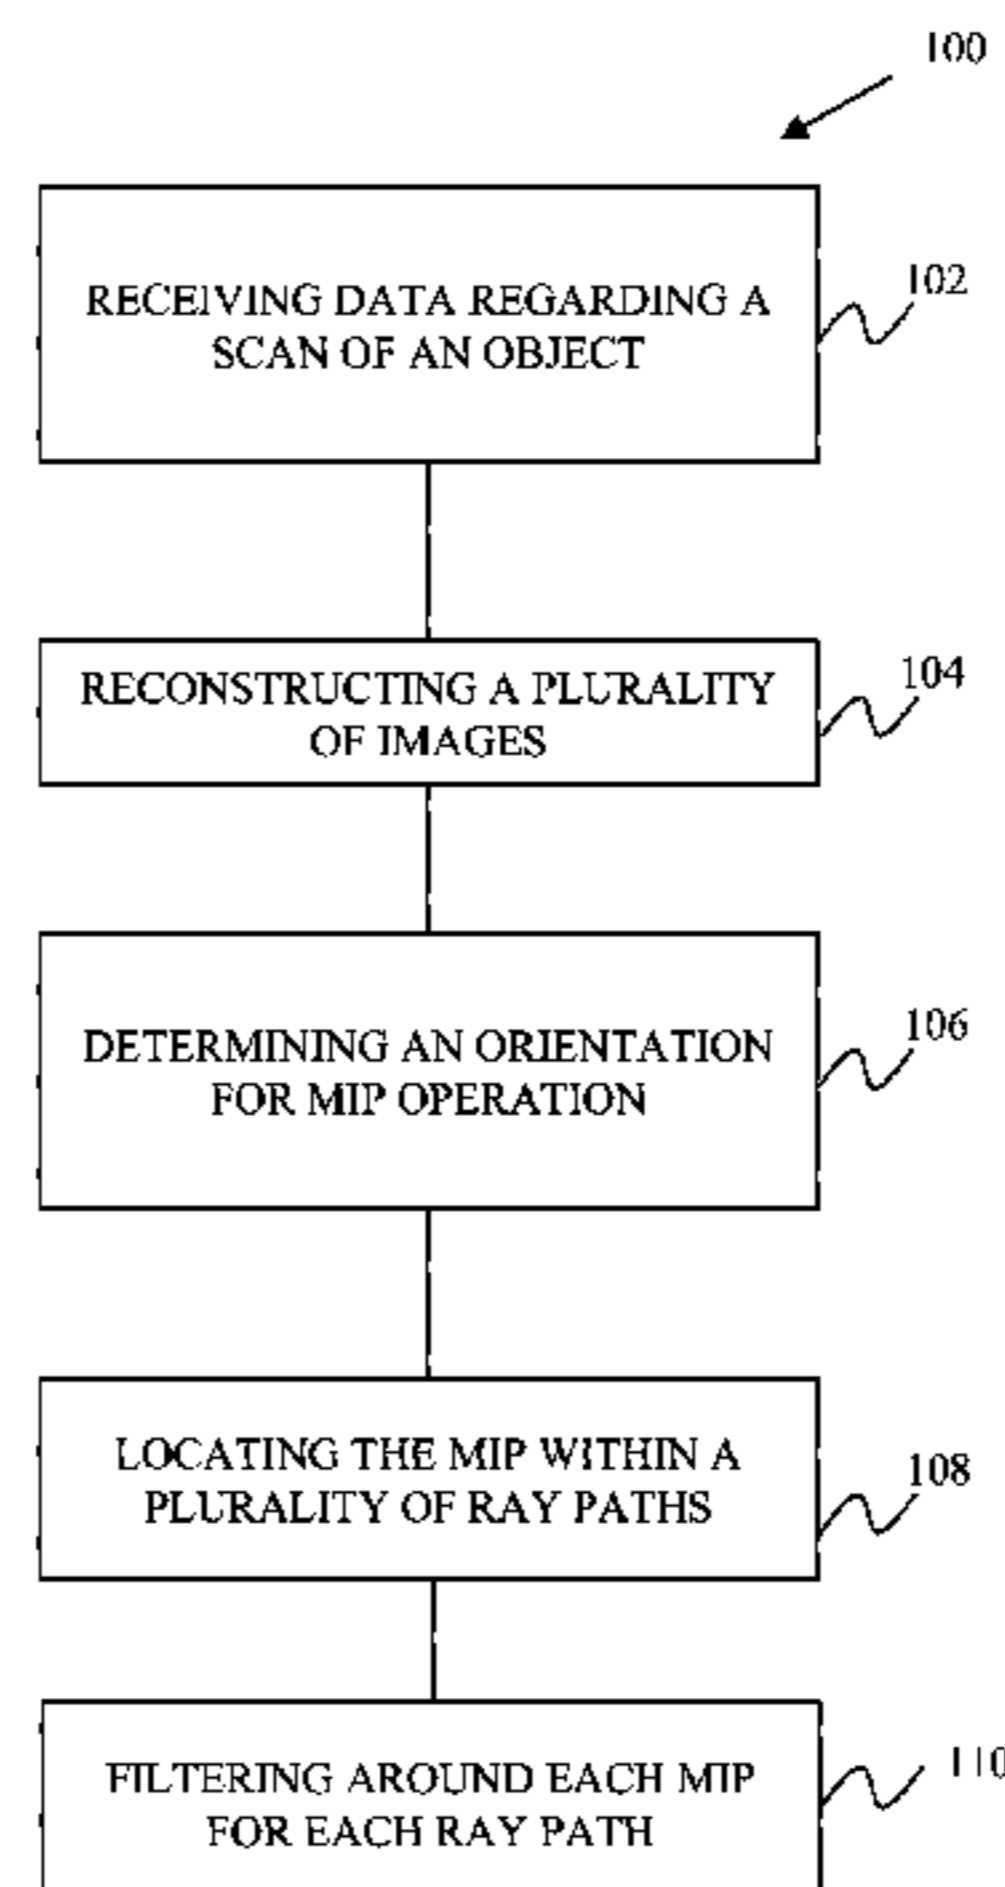 100
RECEIVING DATA REGARDING A
SCAN OF AN OBJECT
102
RECONSTRUCTING A PLURALITY
OF IMAGES
104
DETERMINING AN ORIENTATION
FOR MIP OPERATION
106
LOCATING THE MIP WITHIN A
PLURALITY OF RAY PATHS
108
FILTERING AROUND EACH MIP
FOR EACH RAY PATH
110